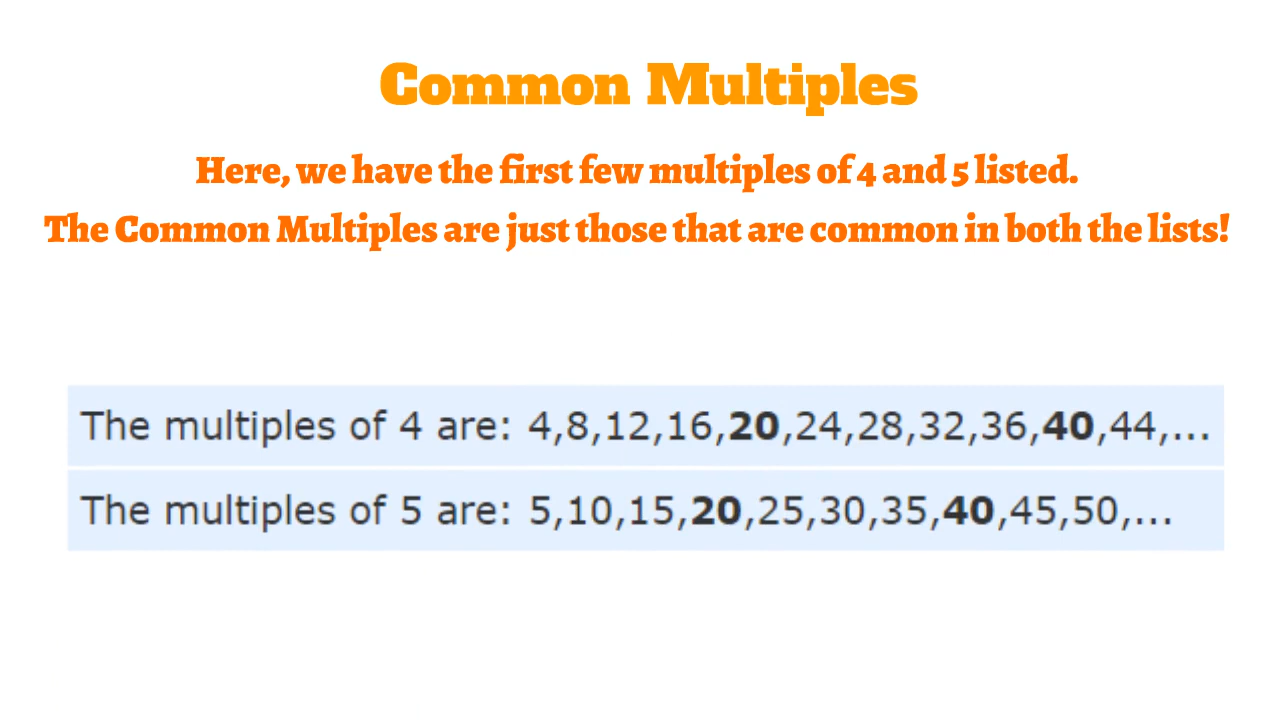 Common Multiples
Here, we have the first few multiples of 4 and 5 listed.
The Common Multiples are just those that are common in both the lists!
The multiples of 4 are: 4,8,12,16,20,24,28,32,36,40,44,...
The multiples of 5 are: 5,10,15,20,25,30,35,40,45,50,...